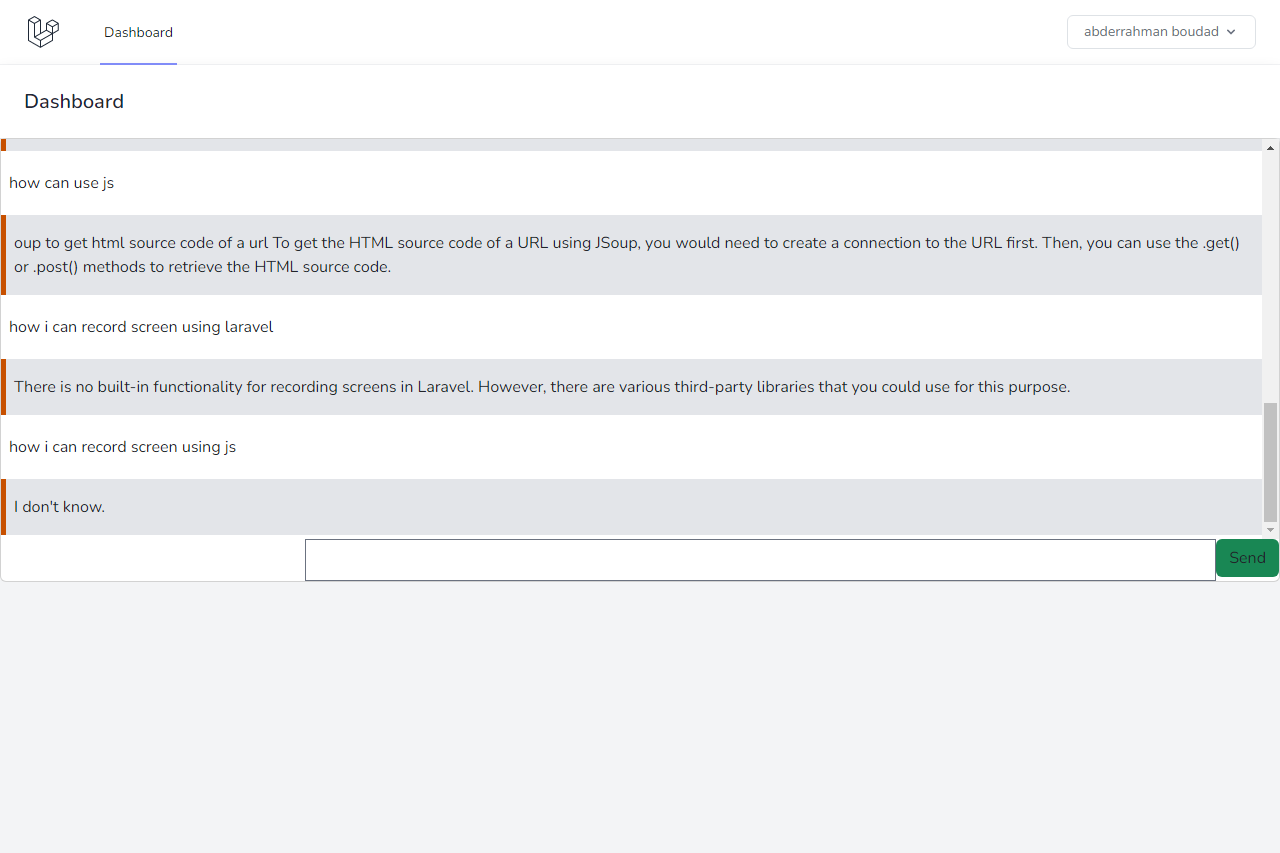 Dashboard
abderrahman boudad
Dashboard
how can use js
oup to get html source code of a url To get the HTML source code of a URL using JSoup, you would need to create a connection to the URL first. Then, you can use the .get()
or .post() methods to retrieve the HTML source code.
how i can record screen using laravel
There is no built-in functionality for recording screens in Laravel. However, there are various third-party libraries that you could use for this purpose.
how i can record screen using js
I don't know.
Send